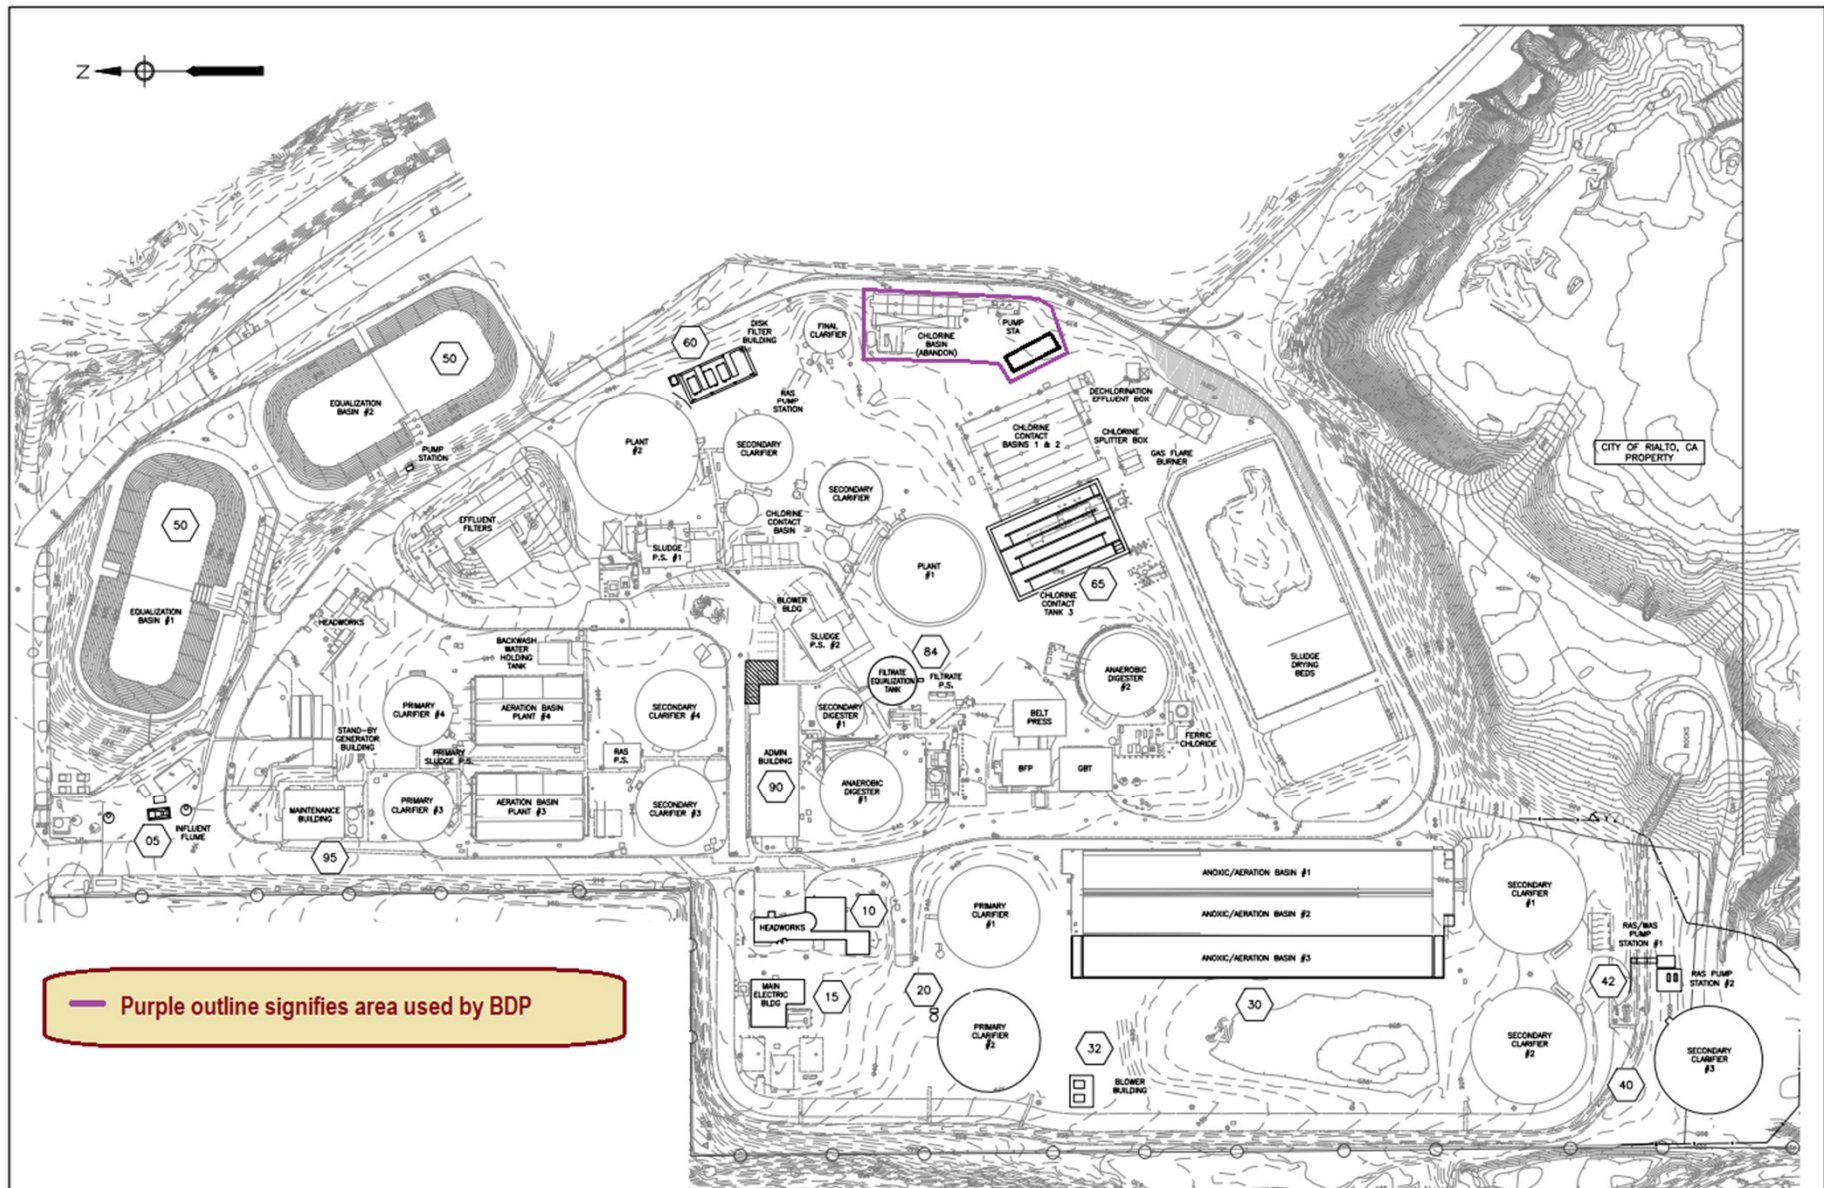 Z
60
DISK
FILTER
BUILDING
FINAL
CLARIFIER
CHLORINE
BASIN
(ABANDON)
PUMP
STA
50
EQUALIZATION
BASIN #2
PUMP
STATION
RAS
PUMP
STATION
DECHLORINATION
EFFLUENT BOX
PLANT
#2
SECONDARY
CLARIFIER
CHLORINE
CONTACT
BASINS 1 & 2
CHLORINE
SPLITTER BOX
GAS FLARE
BURNER
CITY OF RIALTO, CA
PROPERTY
50
EQUALIZATION
BASIN #1
EFFLUENT
FILTERS
SECONDARY
CLARIFIER
CHLORINE
CONTACT
BASIN
SLUDGE
P.S. #1
PLANT
#1
65
CHLORINE
CONTACT
TANK 3
BLOWER
BLDG
SLUDGE
P.S. #2
HEADWORKS
BACKWASH
WATER
HOLDING
TANK
84
FILTRATE
EQUALIZATION
TANK
FILTRATE
P.S.
ANAEROBIC
DIGESTER
#2
SLUDGE
DRYING
BEDS
PRIMARY
CLARIFIER #4
AERATION BASIN
PLANT #4
SECONDARY
CLARIFIER #4
SECONDARY
DIGESTER
#1
BELT
PRESS
FERRIC
CHLORIDE
STAND-BY
GENERATOR
BUILDING
PRIMARY
SLUDGE P.S.
RAS
P.S.
ADMIN
BUILDING
90
BFP
GBT
ANAEROBIC
DIGESTER
#1
MAINTENANCE
BUILDING
PRIMARY
CLARIFIER #3
AERATION BASIN
PLANT #3
SECONDARY
CLARIFIER #3
INFLUENT
FLUME
05
95
ROCKS
ANOXIC/AERATION BASIN #1
ANOXIC/AERATION BASIN #2
ANOXIC/AERATION BASIN #3
SECONDARY
CLARIFIER
#1
10
HEADWORKS
PRIMARY
CLARIFIER
#1
RAS/WAS
PUMP
STATION #1
42
RAS PUMP
STATION #2
MAIN
ELECTRIC
BLDG
15
20
30
PRIMARY
CLARIFIER
#2
32
BLOWER
BUILDING
SECONDARY
CLARIFIER
#2
40
SECONDARY
CLARIFIER
#3
Purple outline signifies area used by BDP